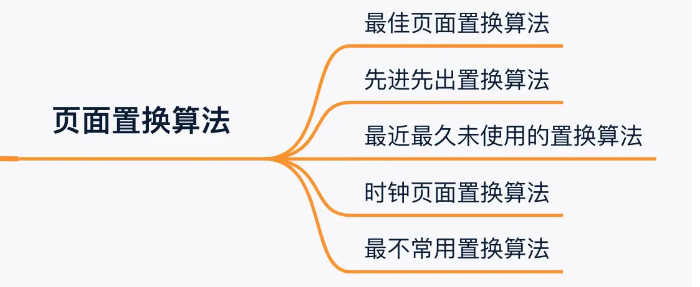 页面置换算法
最佳页面置换算法
先进先出置换算法
最近最久未使用的置换算法
时钟页面置换算法
最不常用置换算法